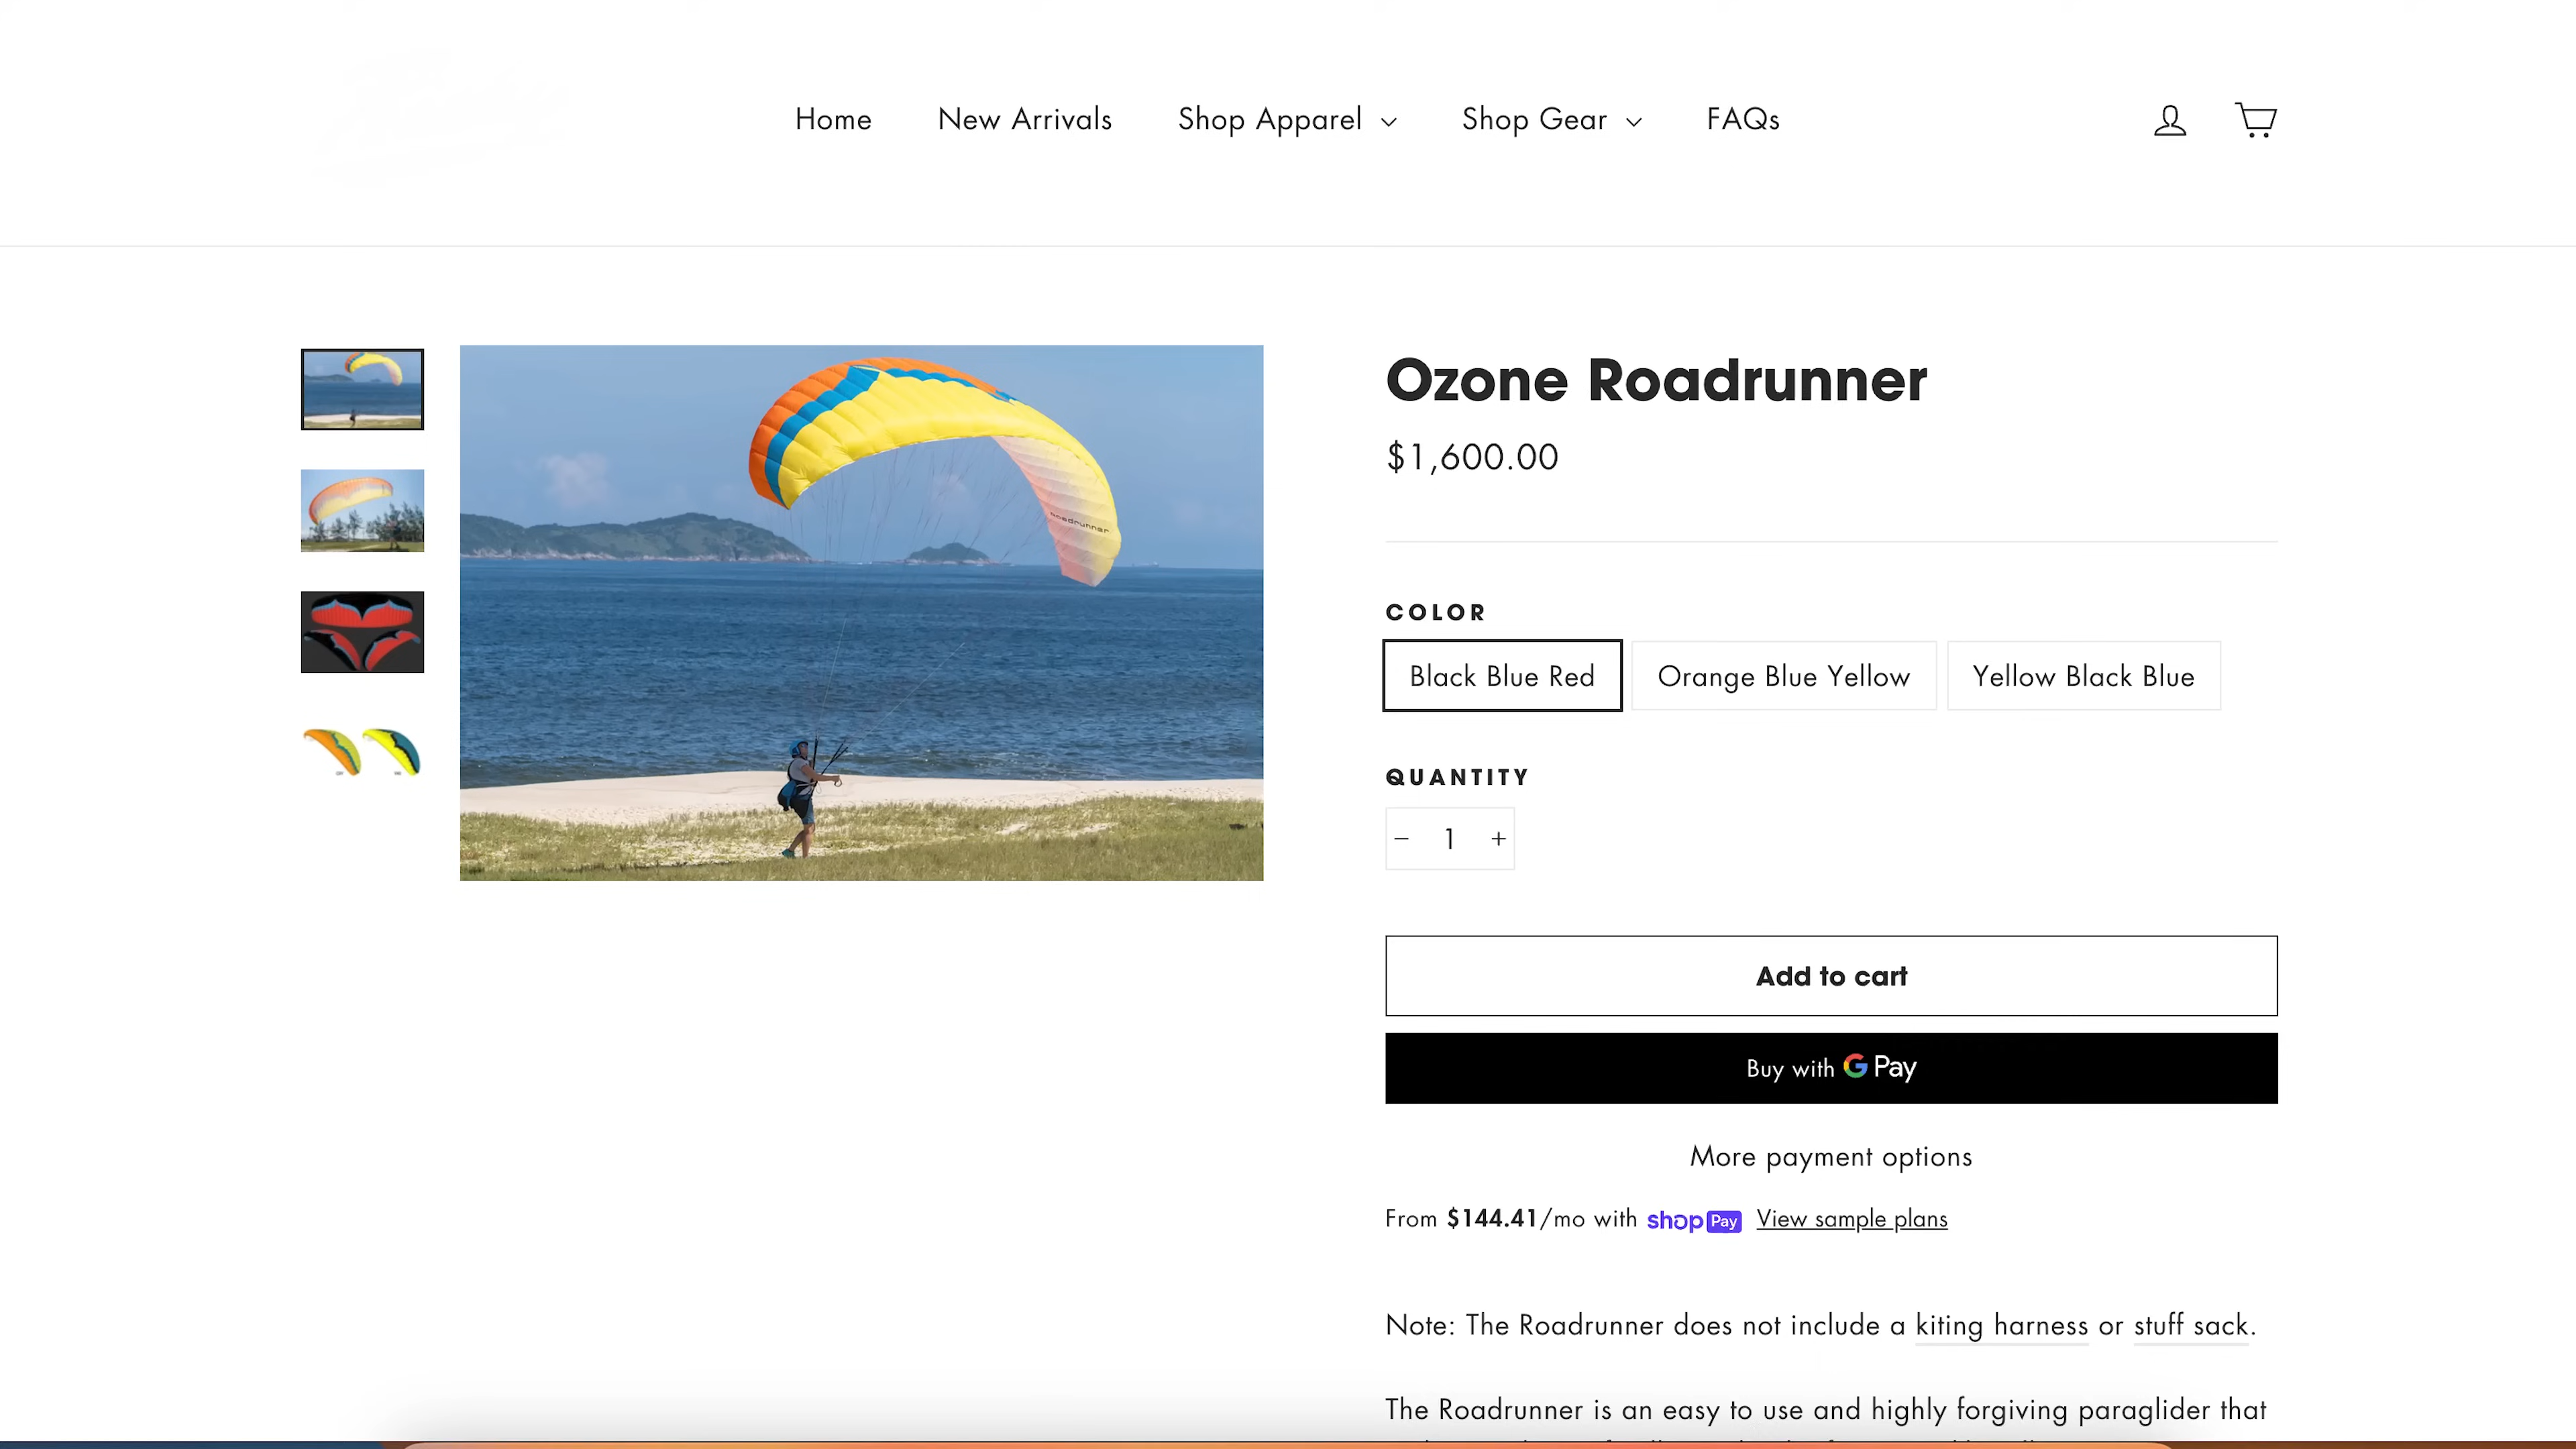 Home New Arrivals Shop Apparel Shop Gear FAQs
Ozone Roadrunner
$1,600.00
roadrunner
COLOR
Black Blue Red Orange Blue Yellow Yellow Black Blue
QUANTITY
− 1 +
Add to cart
Buy with G Pay
More payment options
From $144.41/mo with shop Pay View sample plans
Note: The Roadrunner does not include a kiting harness or stuff sack.
The Roadrunner is an easy to use and highly forgiving paraglider that